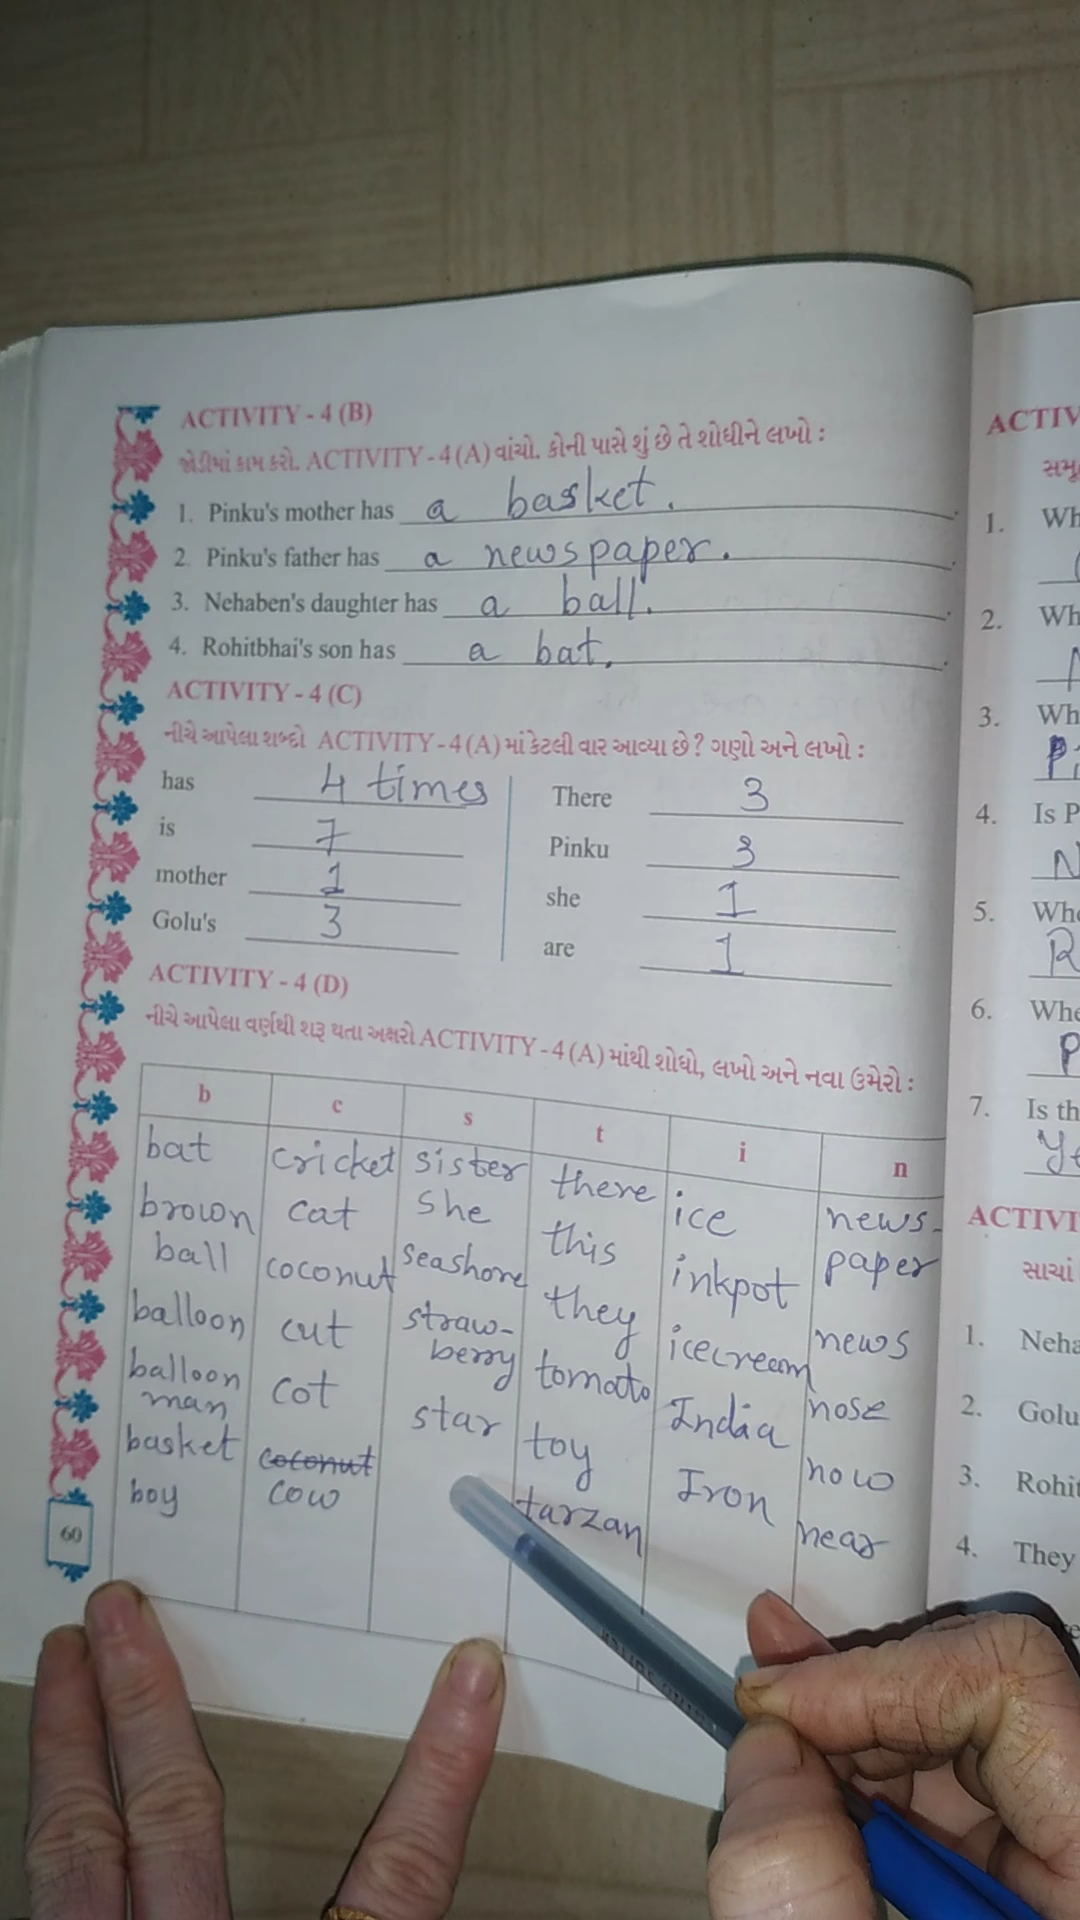 ACTIVITY - 4 (B)
જોડીમાં કામ કરો. ACTIVITY - 4 (A) વાંચો. કોની પાસે શું છે તે શોધીને લખો :
1. Pinku's mother has a basket.
2. Pinku's father has a newspaper.
3. Nehaben's daughter has a ball.
4. Rohitbhai's son has a bat.
ACTIVITY - 4 (C)
નીચે આપેલા શબ્દો ACTIVITY - 4 (A) માં કેટલી વાર આવ્યા છે? ગણો અને લખો :
has 4 times There 3
is 7 Pinku 3
mother 1 she 1
Golu's 3 are 1
ACTIVITY - 4 (D)
નીચે આપેલા વર્ણથી શરૂ થતા અક્ષરો ACTIVITY - 4 (A) માંથી શોધો, લખો અને નવા ઉમેરો :
b c s t i n
bat cricket sister there ice news-
brown cat she this inkpot paper
ball coconut seashore they icecream news
balloon cut straw- tomato India nose
balloon cot berry toy Iron now
man coconut star tarzan near
basket cow
boy
60
ACTIV
સમૂ
1. Wh
2. Wh
N
3. Wh
Pi
4. Is P
N
5. Who
R
6. Whe
P
7. Is th
Ye
ACTIVI
સાચાં
1. Neha
2. Golu
3. Rohit
4. They